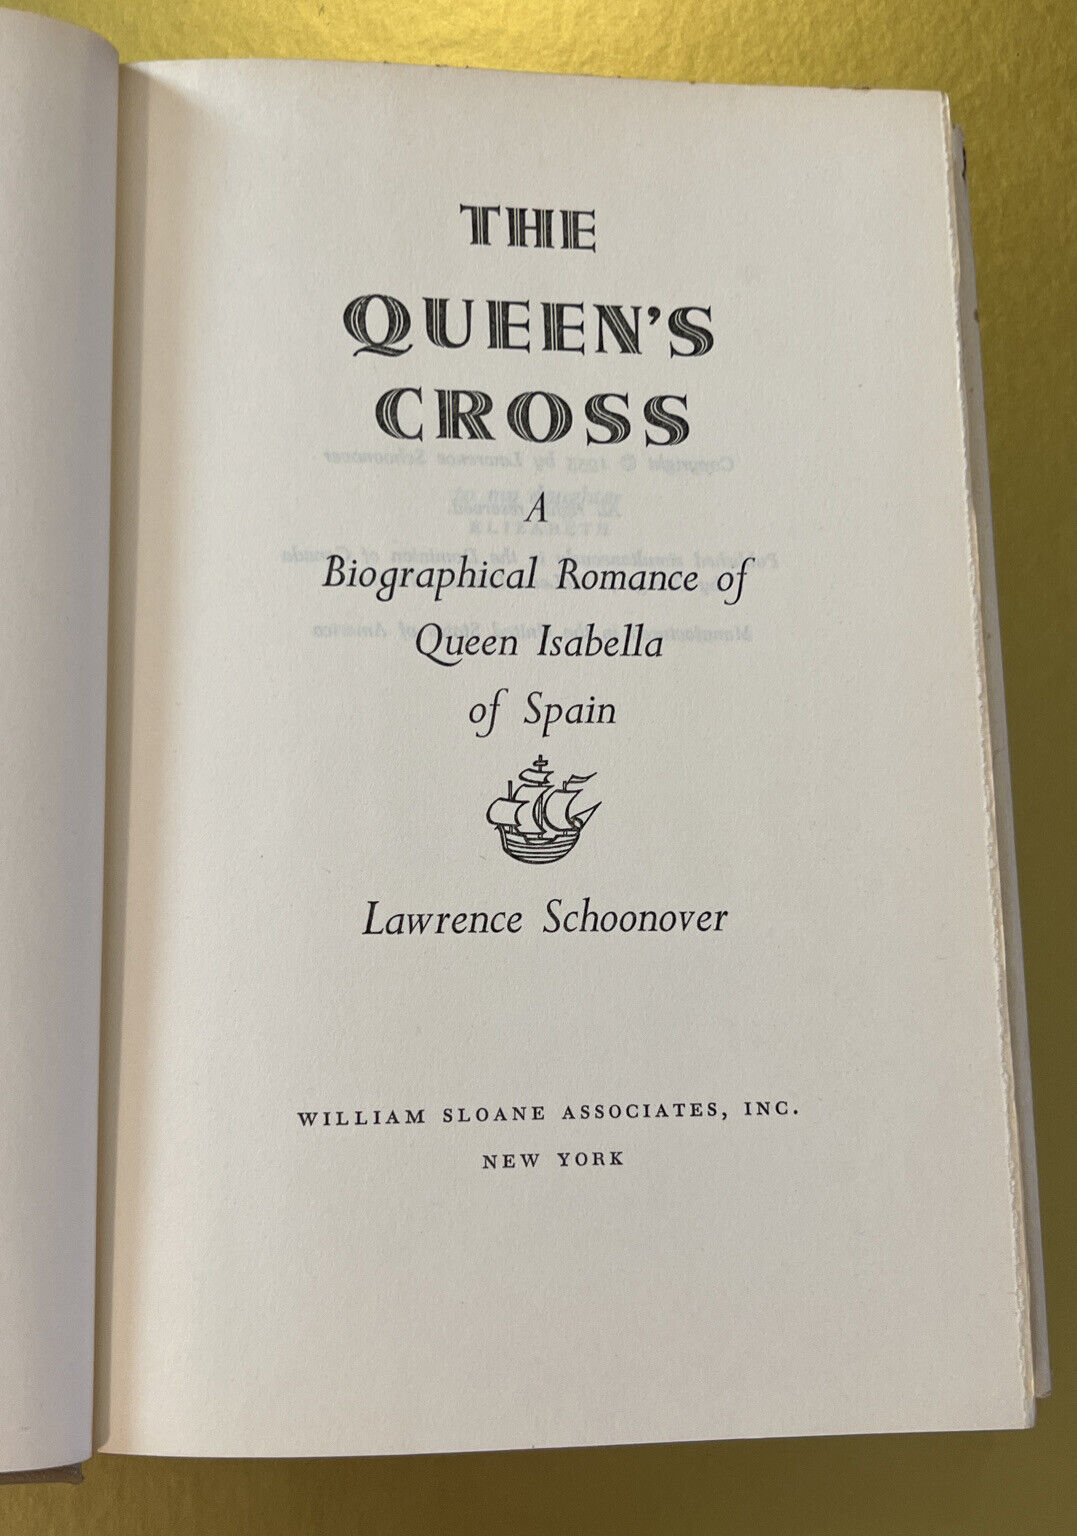 THE
QUEEN'S
CROSS
A
Biographical Romance of
Queen Isabella
of Spain
Lawrence Schoonover
WILLIAM SLOANE ASSOCIATES, INC.
NEW YORK